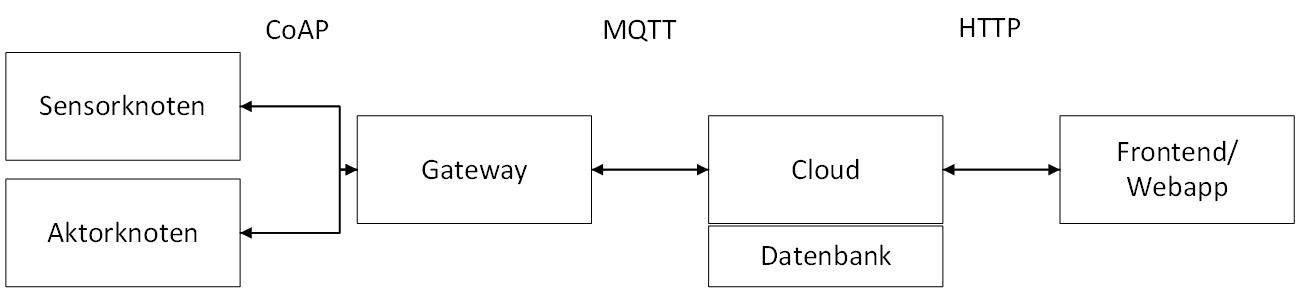 CoAP
MQTT
HTTP
Sensorknoten
Aktorknoten
Gateway
Cloud
Datenbank
Frontend/
Webapp